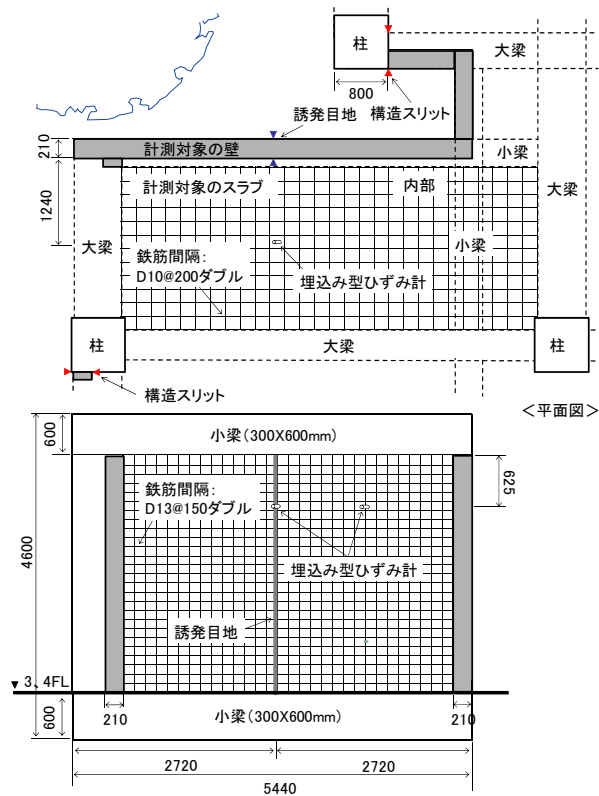 柱
大梁
800
誘発目地
構造スリット
210
計測対象の壁
小梁
計測対象のスラブ
内部
大梁
1240
大梁
小梁
鉄筋間隔:
D10@200ダブル
埋込み型ひずみ計
柱
大梁
柱
構造スリット
<平面図>
600
小梁(300X600mm)
鉄筋間隔:
D13@150ダブル
625
4600
埋込み型ひずみ計
誘発目地
▼3、4FL
600
210
小梁(300X600mm)
210
2720
2720
5440